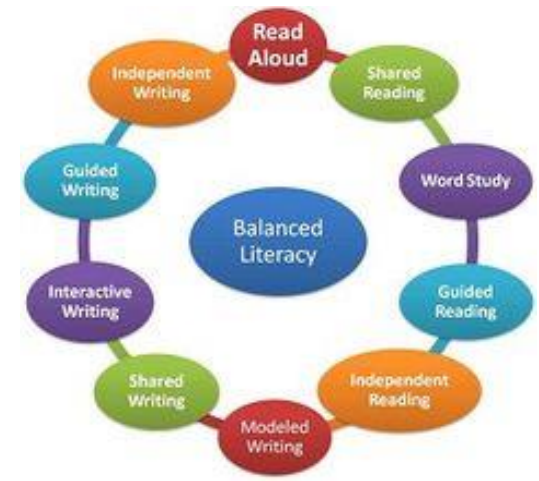 Read
Aloud
Shared
Reading
Word Study
Guided
Reading
Independent
Reading
Modeled
Writing
Shared
Writing
Interactive
Writing
Guided
Writing
Independent
Writing
Balanced
Literacy